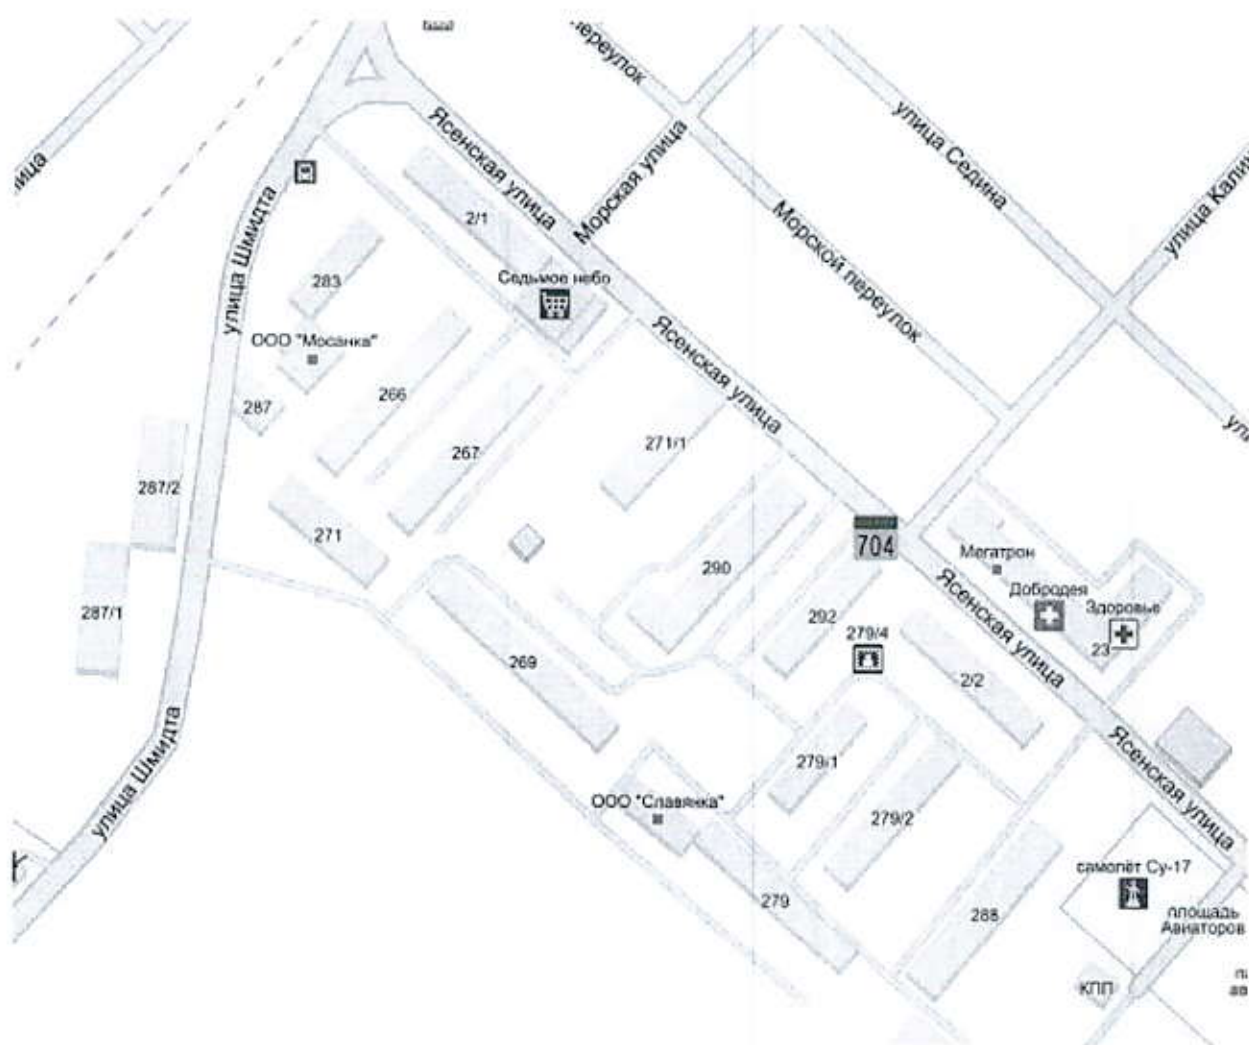 переулок
Ясенская улица
Морская улица
улица Седина
улица
улица Шмидта
2/1
Морской переулок
283
Седьмое небо
ООО "Мосанка"
Ясенская улица
266
287
267
271/1
287/2
271
704
290
Мегатрон
Добродея
Здоровье
287/1
292
279/4
Ясенская улица
23
269
2/2
улица Шмидта
279/1
Ясенская улица
ООО "Славянка"
279/2
самолёт Су-17
279
288
площадь
Авиаторов
КПП